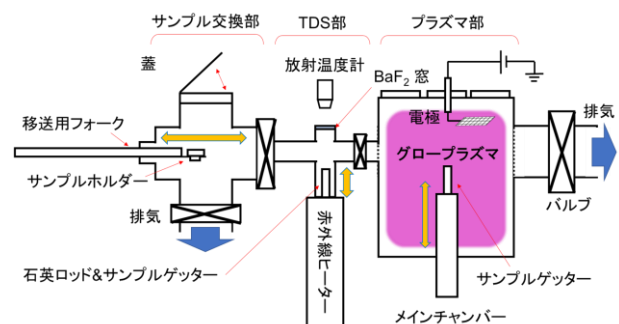 サンプル交換部
TDS部
プラズマ部
蓋
放射温度計
BaF2 窓
移送用フォーク
電極
排気
グロープラズマ
サンプルホルダー
排気
バルブ
赤外線ヒーター
石英ロッド&サンプルゲッター
サンプルゲッター
メインチャンバー